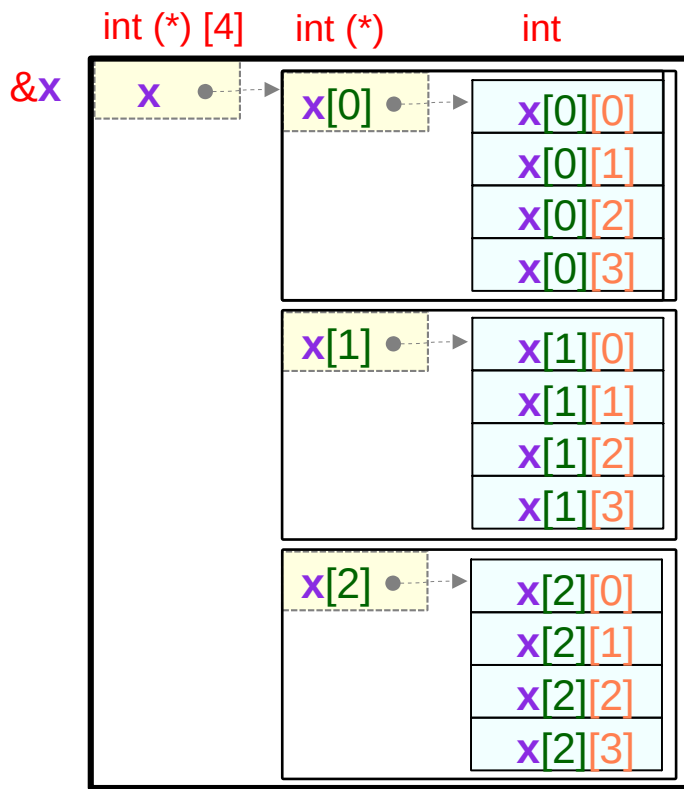 int (*) [4] int (*) int
&x x x[0] x[0][0]
x[0][1]
x[0][2]
x[0][3]
x[1] x[1][0]
x[1][1]
x[1][2]
x[1][3]
x[2] x[2][0]
x[2][1]
x[2][2]
x[2][3]